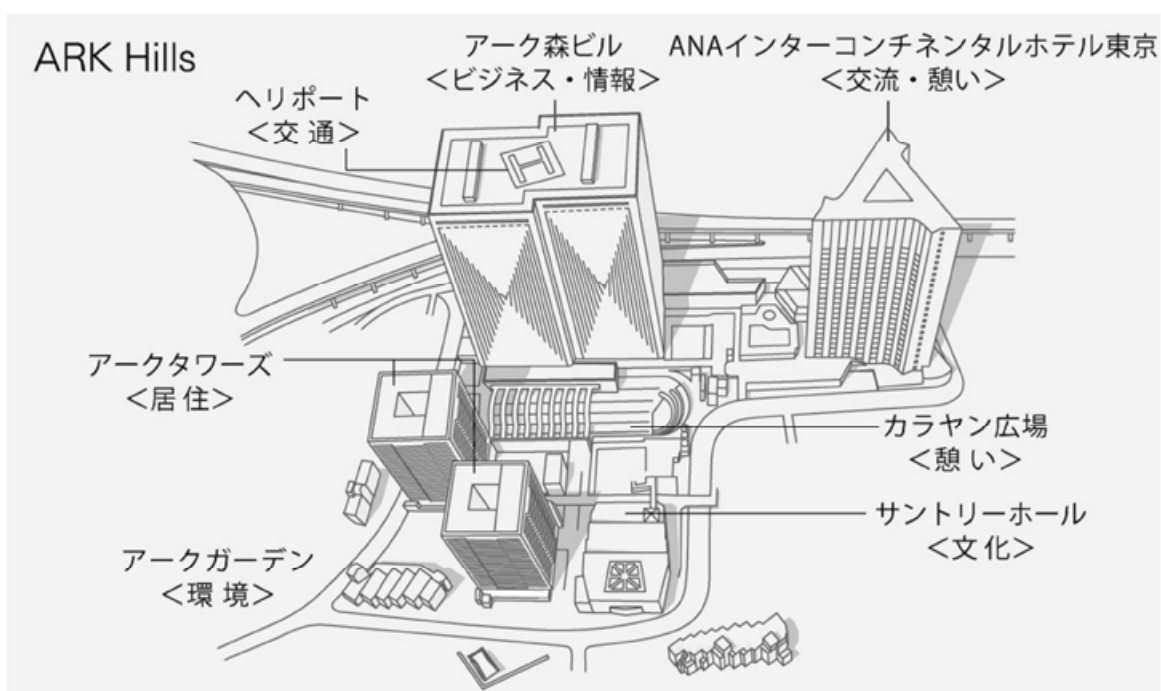 ARK Hills
アーク森ビル
＜ビジネス・情報＞
ANAインターコンチネンタルホテル東京
＜交流・憩い＞
ヘリポート
＜交 通＞
H
アークタワーズ
＜居 住＞
カラヤン広場
＜憩 い＞
サントリーホール
＜文 化＞
アークガーデン
＜環 境＞